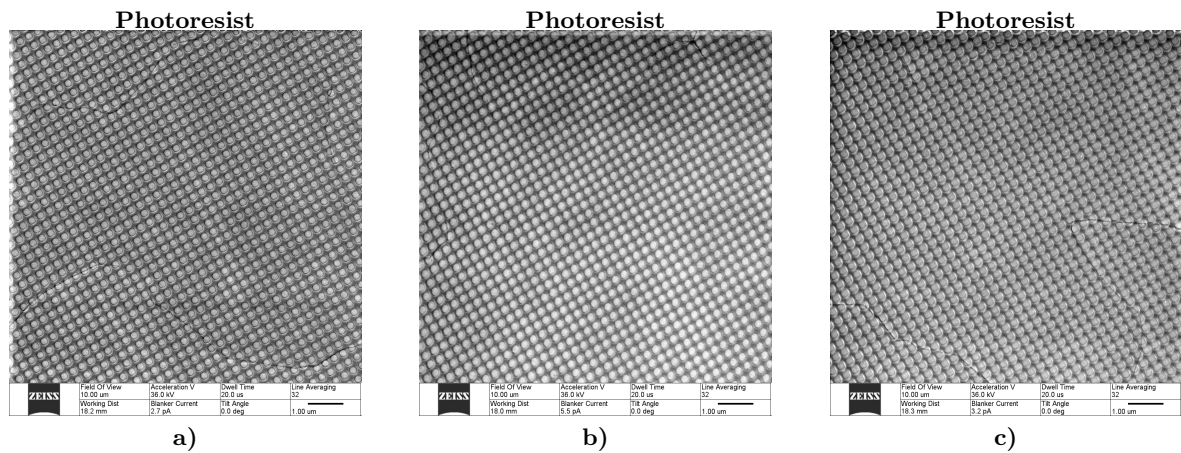 Photoresist Photoresist Photoresist
Field Of View Acceleration V Dwell Time Line Averaging Field Of View Acceleration V Dwell Time Line Averaging Field Of View Acceleration V Dwell Time Line Averaging
ZEISS 10.00 um 36.0 kV 20.0 us 32 ZEISS 10.00 um 36.0 kV 20.0 us 32 ZEISS 10.00 um 36.0 kV 20.0 us 32
Working Dist Blanker Current Tilt Angle Working Dist Blanker Current Tilt Angle Working Dist Blanker Current Tilt Angle
18.2 mm 2.7 pA 0.0 deg 1.00 um 18.0 mm 5.5 pA 0.0 deg 1.00 um 18.3 mm 3.2 pA 0.0 deg 1.00 um
a) b) c)